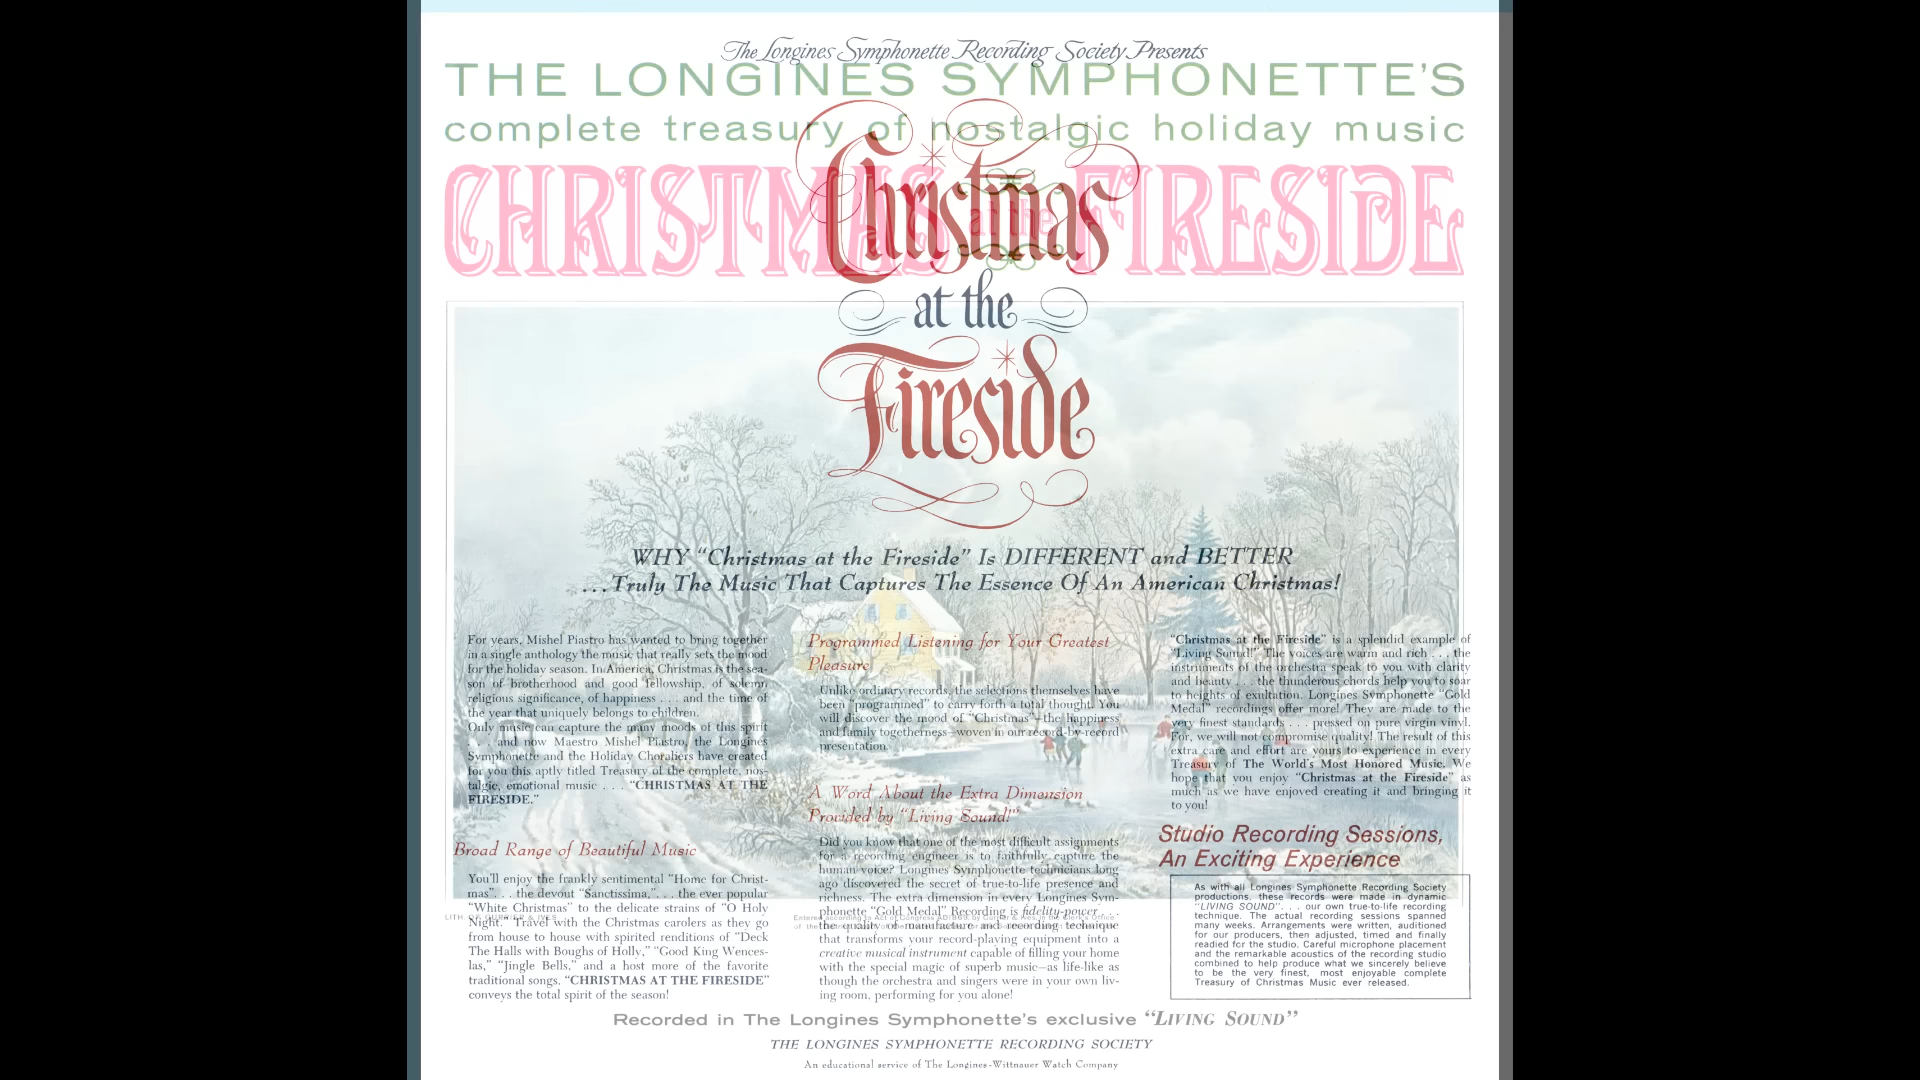 The Longines Symphonette Recording Society Presents
THE LONGINES SYMPHONETTE'S
complete treasury of nostalgic holiday music
CHRISTMAS at the FIRESIDE
Christmas
at the
Fireside
WHY “Christmas at the Fireside” Is DIFFERENT and BETTER
...Truly The Music That Captures The Essence Of An American Christmas!
For years, Mishel Piastro has wanted to bring together
in a single anthology the music that really sets the mood
for the holiday season. In America, Christmas is the sea-
son of brotherhood and good fellowship, of solemn
religious significance, of happiness . . . and the time of
the year that uniquely belongs to children.
Only music can capture the many moods of this spirit
. . . and now Maestro Mishel Piastro, the Longines
Symphonette and the Holiday Choraliers have created
for you this aptly titled Treasury of the complete, nos-
talgic, emotional music . . . “CHRISTMAS AT THE
FIRESIDE.”
Broad Range of Beautiful Music
You'll enjoy the frankly sentimental “Home for Christ-
mas” . . . the devout “Sanctissima,” . . . the ever popular
“White Christmas” to the delicate strains of “O Holy
Night.” Travel with the Christmas carolers as they go
from house to house with spirited renditions of “Deck
The Halls with Boughs of Holly,” “Good King Wences-
las,” “Jingle Bells,” and a host more of the favorite
traditional songs. “CHRISTMAS AT THE FIRESIDE”
conveys the total spirit of the season!
Programmed Listening for Your Greatest
Pleasure
Unlike ordinary records, the selections themselves have
been “programmed” to carry forth a total thought. You
will discover the mood of “Christmas”—the happiness
and family togetherness—woven in our record-by-record
presentation.
A Word About the Extra Dimension
Provided by “Living Sound!”
Did you know that one of the most difficult assignments
for a recording engineer is to faithfully capture the
human voice? Longines Symphonette technicians long
ago discovered the secret of true-to-life presence and
richness. The extra dimension in every Longines Sym-
phonette “Gold Medal” Recording is fidelity-power . . .
the quality of manufacture and recording technique
that transforms your record-playing equipment into a
creative musical instrument capable of filling your home
with the special magic of superb music—as life-like as
though the orchestra and singers were in your own liv-
ing room, performing for you alone!
“Christmas at the Fireside” is a splendid example of
“Living Sound!” The voices are warm and rich . . . the
instruments of the orchestra speak to you with clarity
and beauty . . . the thunderous chords help you to soar
to heights of exultation. Longines Symphonette “Gold
Medal” recordings offer more! They are made to the
very finest standards . . . pressed on pure virgin vinyl.
For, we will not compromise quality! The result of this
extra care and effort are yours to experience in every
Treasury of The World's Most Honored Music. We
hope that you enjoy “Christmas at the Fireside” as
much as we have enjoyed creating it and bringing it
to you!
Studio Recording Sessions,
An Exciting Experience
As with all Longines Symphonette Recording Society
productions, these records were made in dynamic
“LIVING SOUND” . . . our own true-to-life recording
technique. The actual recording sessions spanned
many weeks. Arrangements were written, auditioned
for our producers, then adjusted, timed and finally
readied for the studio. Careful microphone placement
and the remarkable acoustics of the recording studio
combined to help produce what we sincerely believe
to be the very finest, most enjoyable complete
Treasury of Christmas Music ever released.
LITH. OF CURRIER & IVES
Recorded in The Longines Symphonette's exclusive “LIVING SOUND”
THE LONGINES SYMPHONETTE RECORDING SOCIETY
An educational service of The Longines-Wittnauer Watch Company